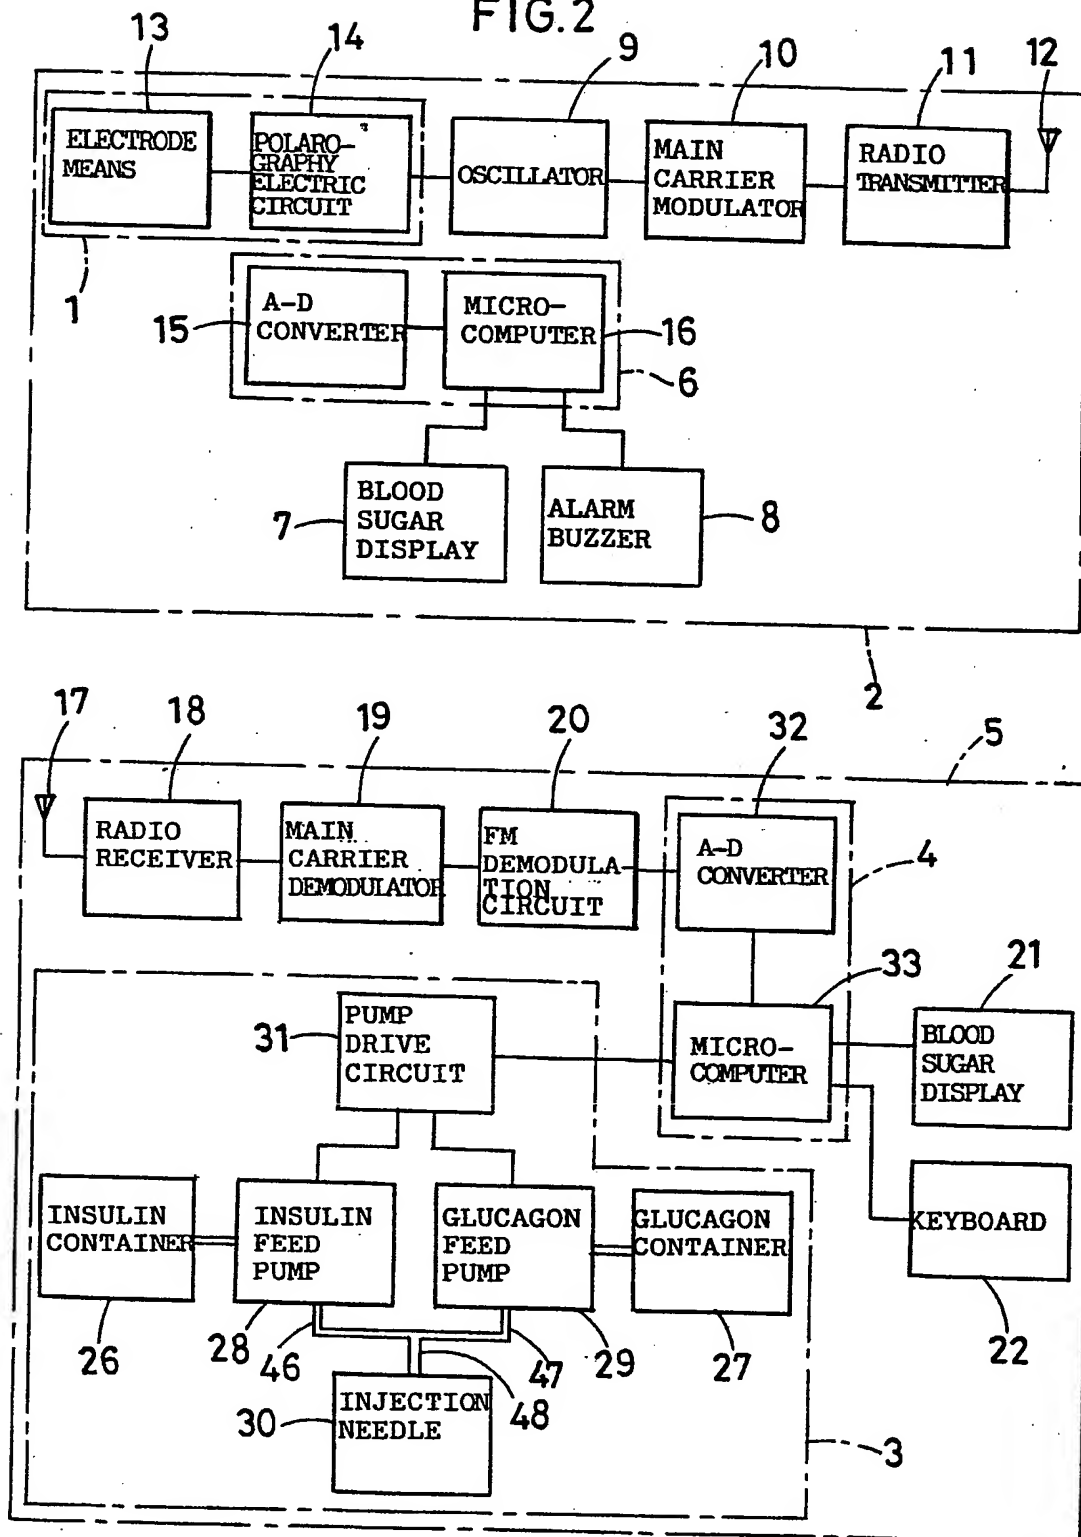 FIG.2
13
14
9
10
11
12
ELECTRODE
MEANS
POLARO-
GRAPHY
ELECTRIC
CIRCUIT
OSCILLATOR
MAIN
CARRIER
MODULATOR
RADIO
TRANSMITTER
1
15
A-D
CONVERTER
MICRO-
COMPUTER
16
6
7
BLOOD
SUGAR
DISPLAY
ALARM
BUZZER
8
2
17
18
19
20
32
5
RADIO
RECEIVER
MAIN
CARRIER
DEMODULATOR
FM
DEMODULA-
TION
CIRCUIT
A-D
CONVERTER
4
33
21
31
PUMP
DRIVE
CIRCUIT
MICRO-
COMPUTER
BLOOD
SUGAR
DISPLAY
INSULIN
CONTAINER
INSULIN
FEED
PUMP
GLUCAGON
FEED
PUMP
GLUCAGON
CONTAINER
KEYBOARD
26
28
46
47
29
27
22
48
30
INJECTION
NEEDLE
3